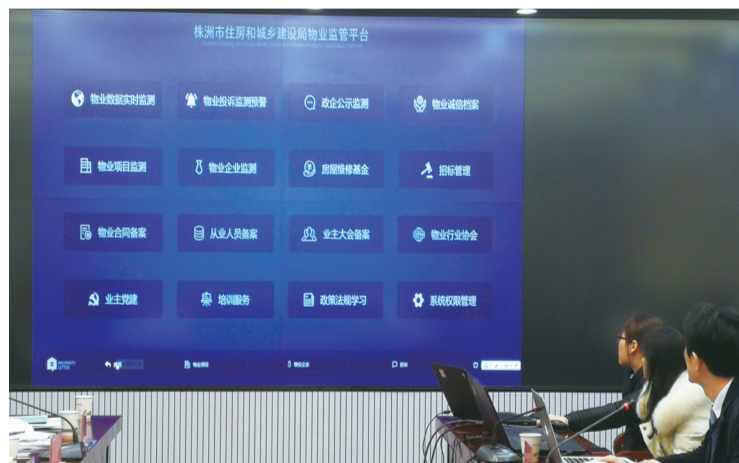 株洲市住房和城乡建设局物业监管平台
物业数据实时监测
物业投诉监测预警
政企公示监测
物业诚信档案
物业项目监测
物业企业监测
房屋维修基金
招标管理
物业合同备案
从业人员备案
业主大会备案
物业行业协会
业主党建
培训服务
政策法规学习
系统权限管理
PROPERTY
LETTER
物业项目
物业企业